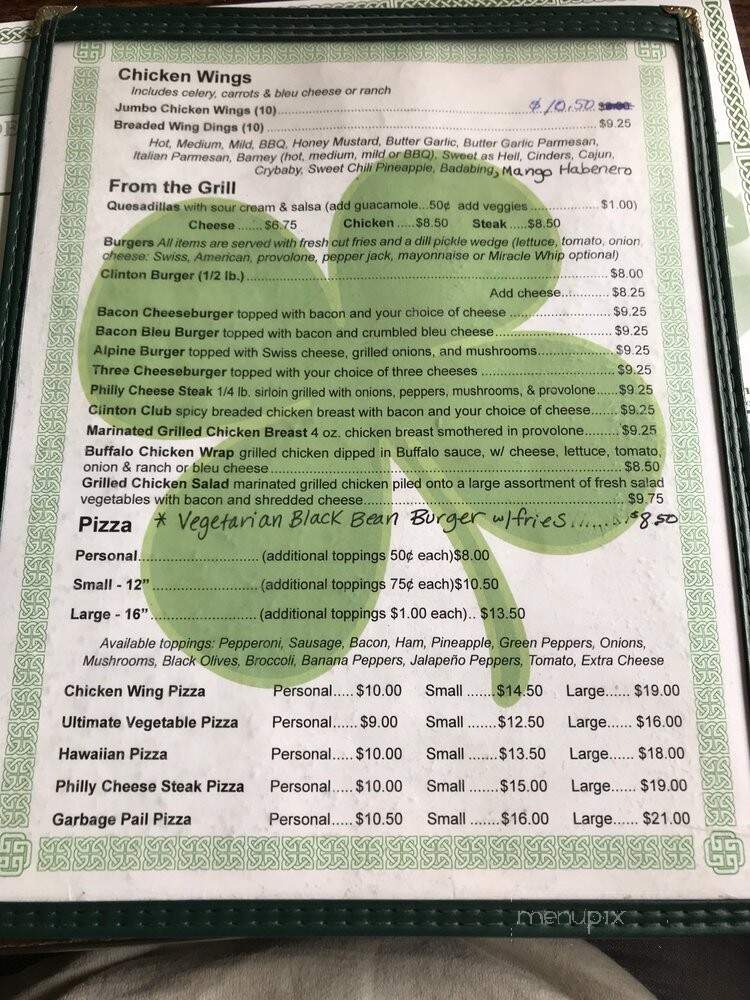 Chicken Wings
Includes celery, carrots & bleu cheese or ranch
Jumbo Chicken Wings (10)........................................................ $10.50
Breaded Wing Dings (10) ........................................................ $9.25
Hot, Medium, Mild, BBQ, Honey Mustard, Butter Garlic, Butter Garlic Parmesan,
Italian Parmesan, Barney (hot, medium, mild or BBQ), Sweet as Hell, Cinders, Cajun,
Crybaby, Sweet Chili Pineapple, Badabing, Mango Habenero
From the Grill
Quesadillas with sour cream & salsa (add guacamole...50¢ add veggies ................ $1.00)
Cheese ....... $6.75 Chicken .....$8.50 Steak .....$8.50
Burgers All items are served with fresh cut fries and a dill pickle wedge (lettuce, tomato, onion
cheese: Swiss, American, provolone, pepper jack, mayonnaise or Miracle Whip optional)
Clinton Burger (1/2 lb.) ........................................................ $8.00
Add cheese............ $8.25
Bacon Cheeseburger topped with bacon and your choice of cheese ........................ $9.25
Bacon Bleu Burger topped with bacon and crumbled bleu cheese.......................... $9.25
Alpine Burger topped with Swiss cheese, grilled onions, and mushrooms.................. $9.25
Three Cheeseburger topped with your choice of three cheeses ............................ $9.25
Philly Cheese Steak 1/4 lb. sirloin grilled with onions, peppers, mushrooms, & provolone..... $9.25
Clinton Club spicy breaded chicken breast with bacon and your choice of cheese....... $9.25
Marinated Grilled Chicken Breast 4 oz. chicken breast smothered in provolone......... $9.25
Buffalo Chicken Wrap grilled chicken dipped in Buffalo sauce, w/ cheese, lettuce, tomato,
onion & ranch or bleu cheese ........................................................ $8.50
Grilled Chicken Salad marinated grilled chicken piled onto a large assortment of fresh salad
vegetables with bacon and shredded cheese........................................................ $9.75
* Vegetarian Black Bean Burger w/fries......... $8.50
Pizza
Personal............................ (additional toppings 50¢ each)$8.00
Small - 12" .......................... (additional toppings 75¢ each)$10.50
Large - 16"........................... (additional toppings $1.00 each).. $13.50
Available toppings: Pepperoni, Sausage, Bacon, Ham, Pineapple, Green Peppers, Onions,
Mushrooms, Black Olives, Broccoli, Banana Peppers, Jalapeño Peppers, Tomato, Extra Cheese
Chicken Wing Pizza Personal..... $10.00 Small .......$14.50 Large...... $19.00
Ultimate Vegetable Pizza Personal..... $9.00 Small .......$12.50 Large...... $16.00
Hawaiian Pizza Personal..... $10.00 Small .......$13.50 Large...... $18.00
Philly Cheese Steak Pizza Personal..... $10.00 Small .......$15.00 Large...... $19.00
Garbage Pail Pizza Personal..... $10.50 Small .......$16.00 Large...... $21.00
menupix